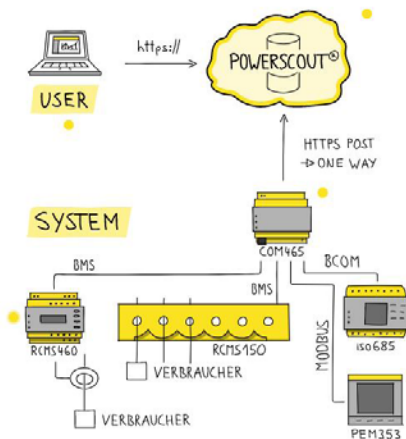 https://
POWERSCOUT®
USER
HTTPS POST
→ ONE WAY
SYSTEM
COM465
BMS
BCOM
BMS
RCMS460
RCMS150
MODBUS
iso685
VERBRAUCHER
VERBRAUCHER
PEM353